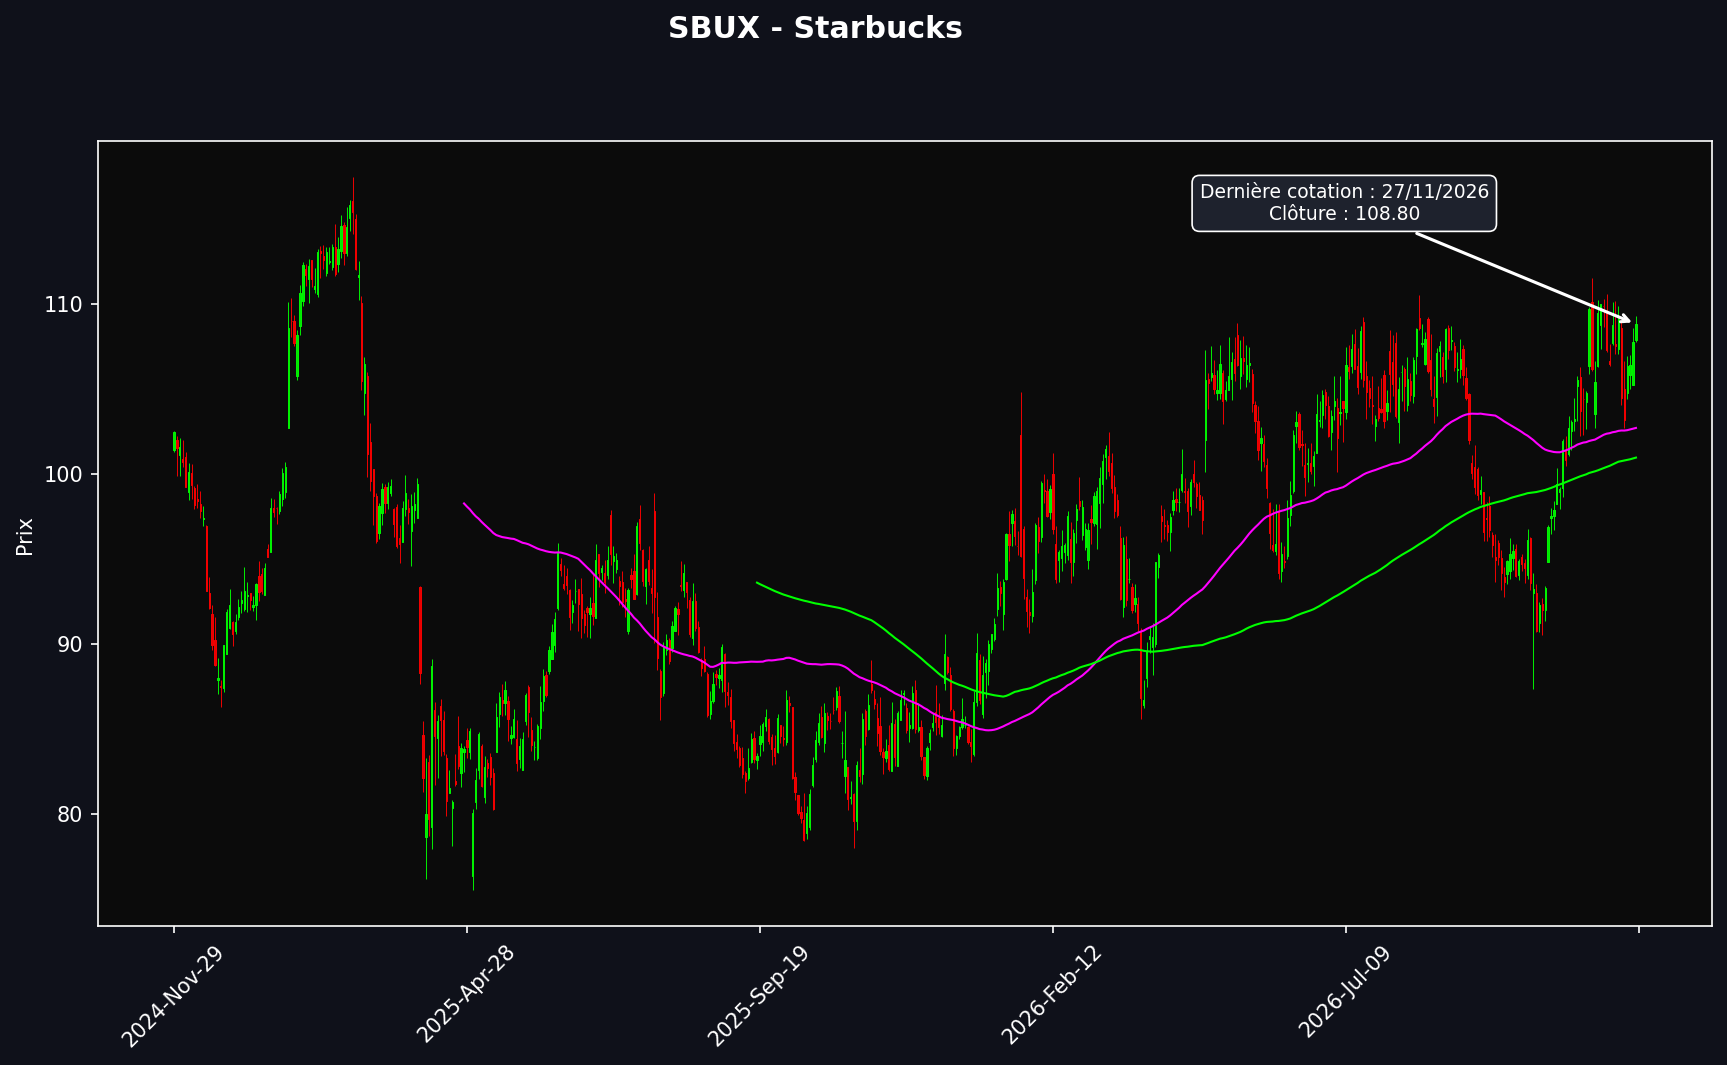 SBUX - Starbucks
Dernière cotation : 27/11/2026
Clôture : 108.80
Prix
110
100
90
80
2024-Nov-29
2025-Apr-28
2025-Sep-19
2026-Feb-12
2026-Jul-09